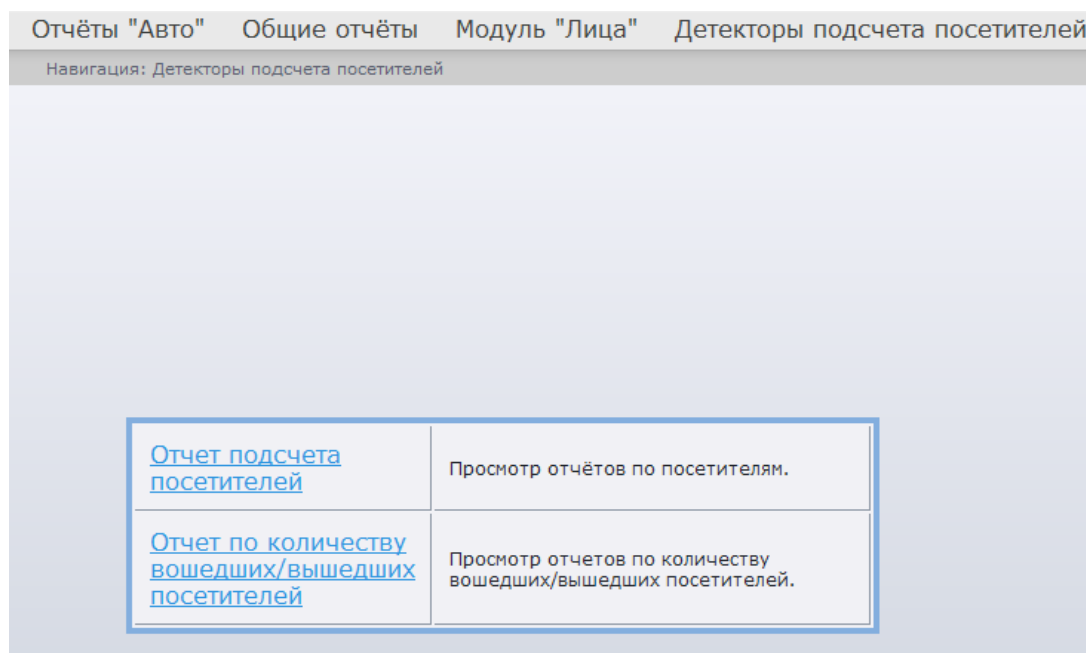 Отчёты "Авто" Общие отчёты Модуль "Лица" Детекторы подсчета посетителей
Навигация: Детекторы подсчета посетителей
Отчет подсчета
посетителей
Просмотр отчётов по посетителям.
Отчет по количеству
вошедших/вышедших
посетителей
Просмотр отчетов по количеству
вошедших/вышедших посетителей.